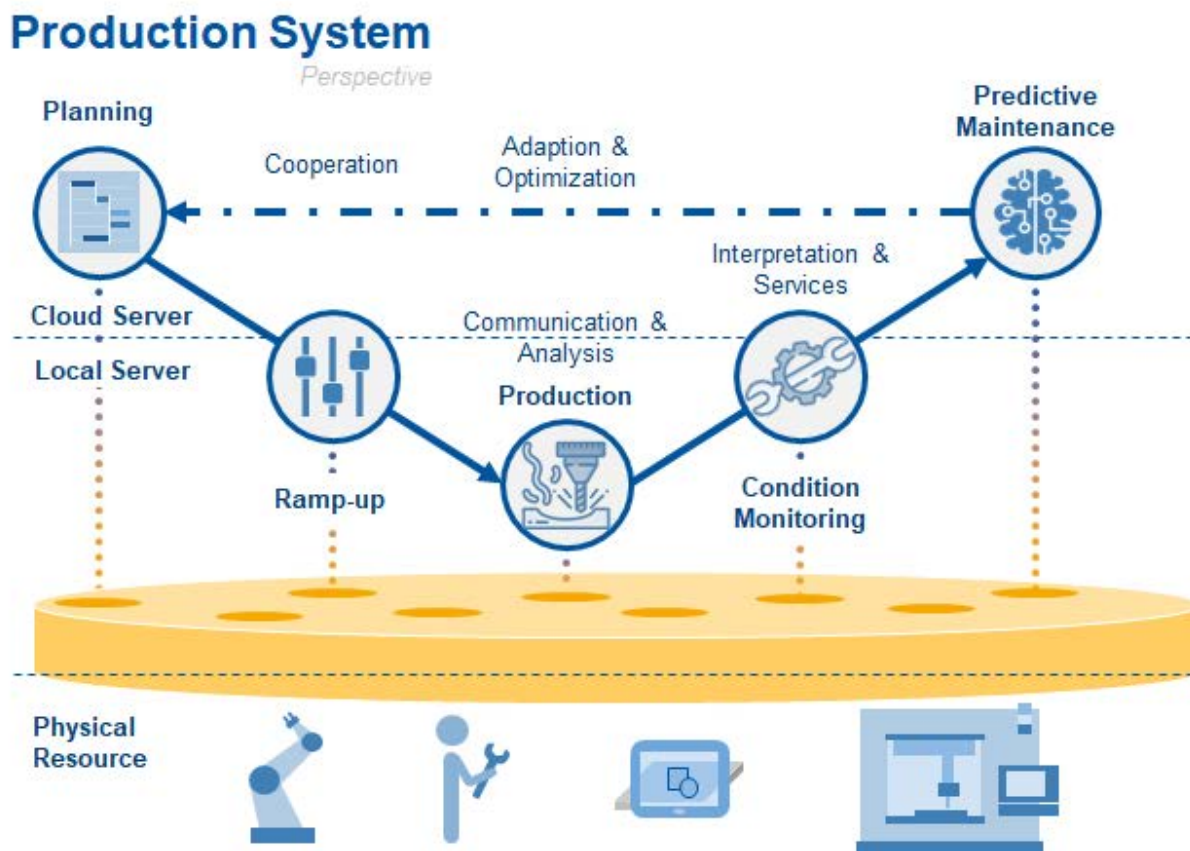 Production System
Perspective
Planning
Predictive
Maintenance
Cooperation
Adaption &
Optimization
Interpretation &
Services
Cloud Server
Communication &
Analysis
Local Server
Production
Ramp-up
Condition
Monitoring
Physical
Resource